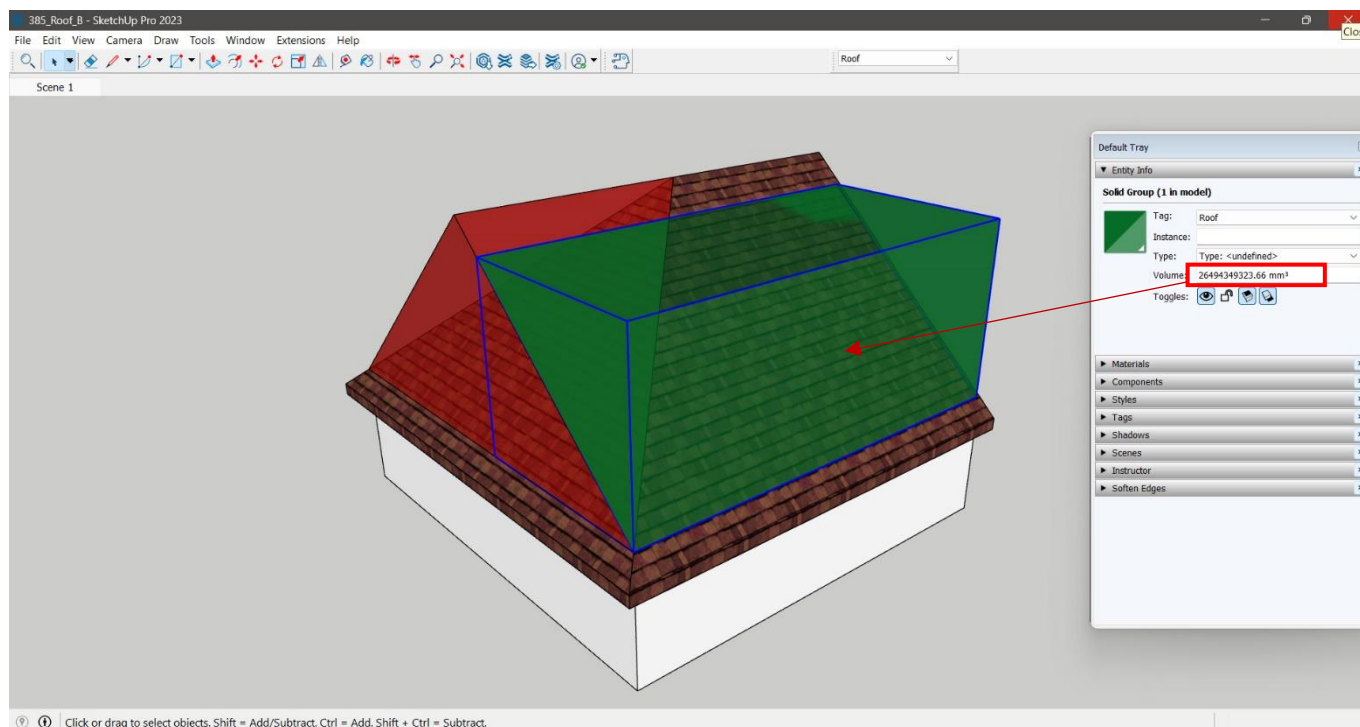 385_Roof_B - SketchUp Pro 2023
Clos
File Edit View Camera Draw Tools Window Extensions Help
Roof
Scene 1
Default Tray
Entity Info
Solid Group (1 in model)
Tag: Roof
Instance:
Type: Type: <undefined>
Volume: 26494349323.66 mm³
Toggles:
Materials
Components
Styles
Tags
Shadows
Scenes
Instructor
Soften Edges
Click or drag to select objects. Shift = Add/Subtract. Ctrl = Add. Shift + Ctrl = Subtract.